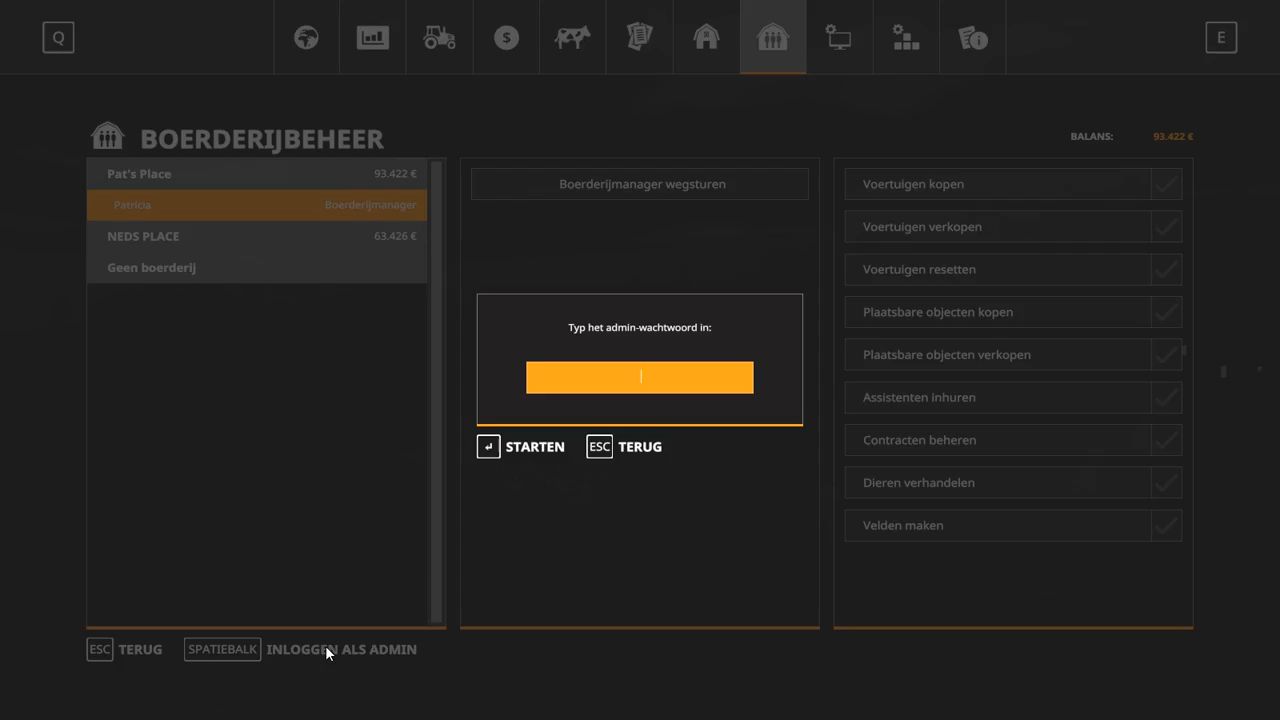 Q
E
BOERDERIJBEHEER
BALANS: 93.422 €
Pat's Place 93.422 €
Patricia Boerderijmanager
NEDS PLACE 63.426 €
Geen boerderij
Boerderijmanager wegsturen
Voertuigen kopen
Voertuigen verkopen
Voertuigen resetten
Plaatsbare objecten kopen
Plaatsbare objecten verkopen
Assistenten inhuren
Contracten beheren
Dieren verhandelen
Velden maken
Typ het admin-wachtwoord in:
STARTEN ESC TERUG
ESC TERUG SPATIEBALK INLOGGEN ALS ADMIN